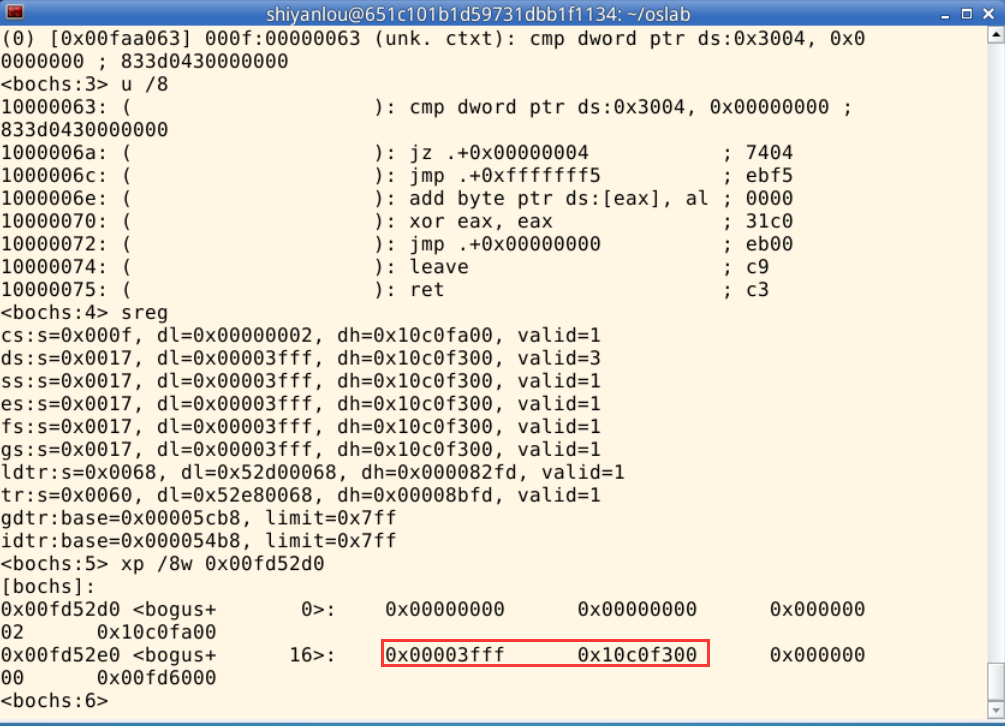 shiyanlou@651c101b1d59731dbb1f1134: ~/oslab
(0) [0x00faa063] 000f:00000063 (unk. ctxt): cmp dword ptr ds:0x3004, 0x0
0000000 ; 833d0430000000
<bochs:3> u /8
10000063: (                    ): cmp dword ptr ds:0x3004, 0x00000000 ;
833d0430000000
1000006a: (                    ): jz .+0x00000004           ; 7404
1000006c: (                    ): jmp .+0xfffffff5          ; ebf5
1000006e: (                    ): add byte ptr ds:[eax], al ; 0000
10000070: (                    ): xor eax, eax              ; 31c0
10000072: (                    ): jmp .+0x00000000          ; eb00
10000074: (                    ): leave                     ; c9
10000075: (                    ): ret                       ; c3
<bochs:4> sreg
cs:s=0x000f, dl=0x00000002, dh=0x10c0fa00, valid=1
ds:s=0x0017, dl=0x00003fff, dh=0x10c0f300, valid=3
ss:s=0x0017, dl=0x00003fff, dh=0x10c0f300, valid=1
es:s=0x0017, dl=0x00003fff, dh=0x10c0f300, valid=1
fs:s=0x0017, dl=0x00003fff, dh=0x10c0f300, valid=1
gs:s=0x0017, dl=0x00003fff, dh=0x10c0f300, valid=1
ldtr:s=0x0068, dl=0x52d00068, dh=0x000082fd, valid=1
tr:s=0x0060, dl=0x52e80068, dh=0x00008bfd, valid=1
gdtr:base=0x00005cb8, limit=0x7ff
idtr:base=0x000054b8, limit=0x7ff
<bochs:5> xp /8w 0x00fd52d0
[bochs]:
0x00fd52d0 <bogus+       0>:    0x00000000      0x00000000      0x000000
02      0x10c0fa00
0x00fd52e0 <bogus+      16>:    0x00003fff      0x10c0f300      0x000000
00      0x00fd6000
<bochs:6>